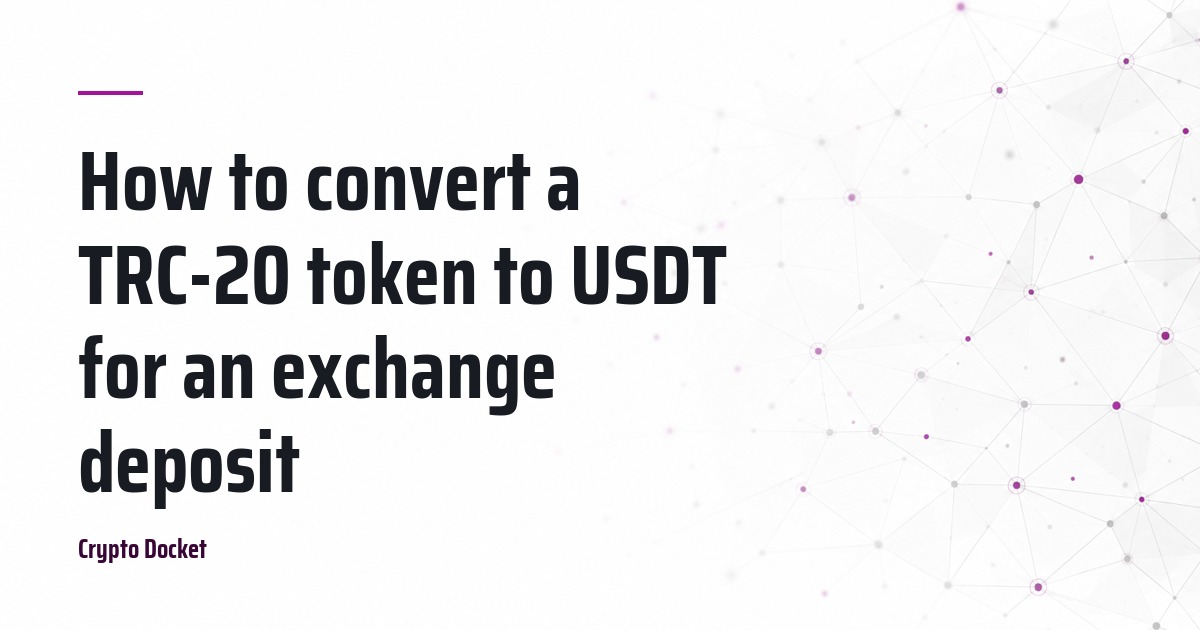 How to convert a
TRC-20 token to USDT
for an exchange
deposit
Crypto Docket